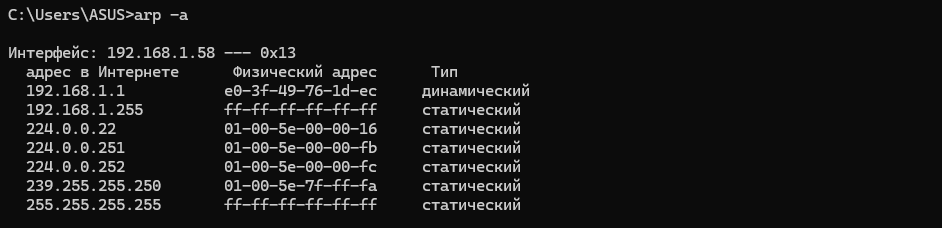 C:\Users\ASUS>arp -a
Интерфейс: 192.168.1.58 --- 0x13
адрес в Интернете Физический адрес Тип
192.168.1.1 e0-3f-49-76-1d-ec динамический
192.168.1.255 ff-ff-ff-ff-ff-ff статический
224.0.0.22 01-00-5e-00-00-16 статический
224.0.0.251 01-00-5e-00-00-fb статический
224.0.0.252 01-00-5e-00-00-fc статический
239.255.255.250 01-00-5e-7f-ff-fa статический
255.255.255.255 ff-ff-ff-ff-ff-ff статический